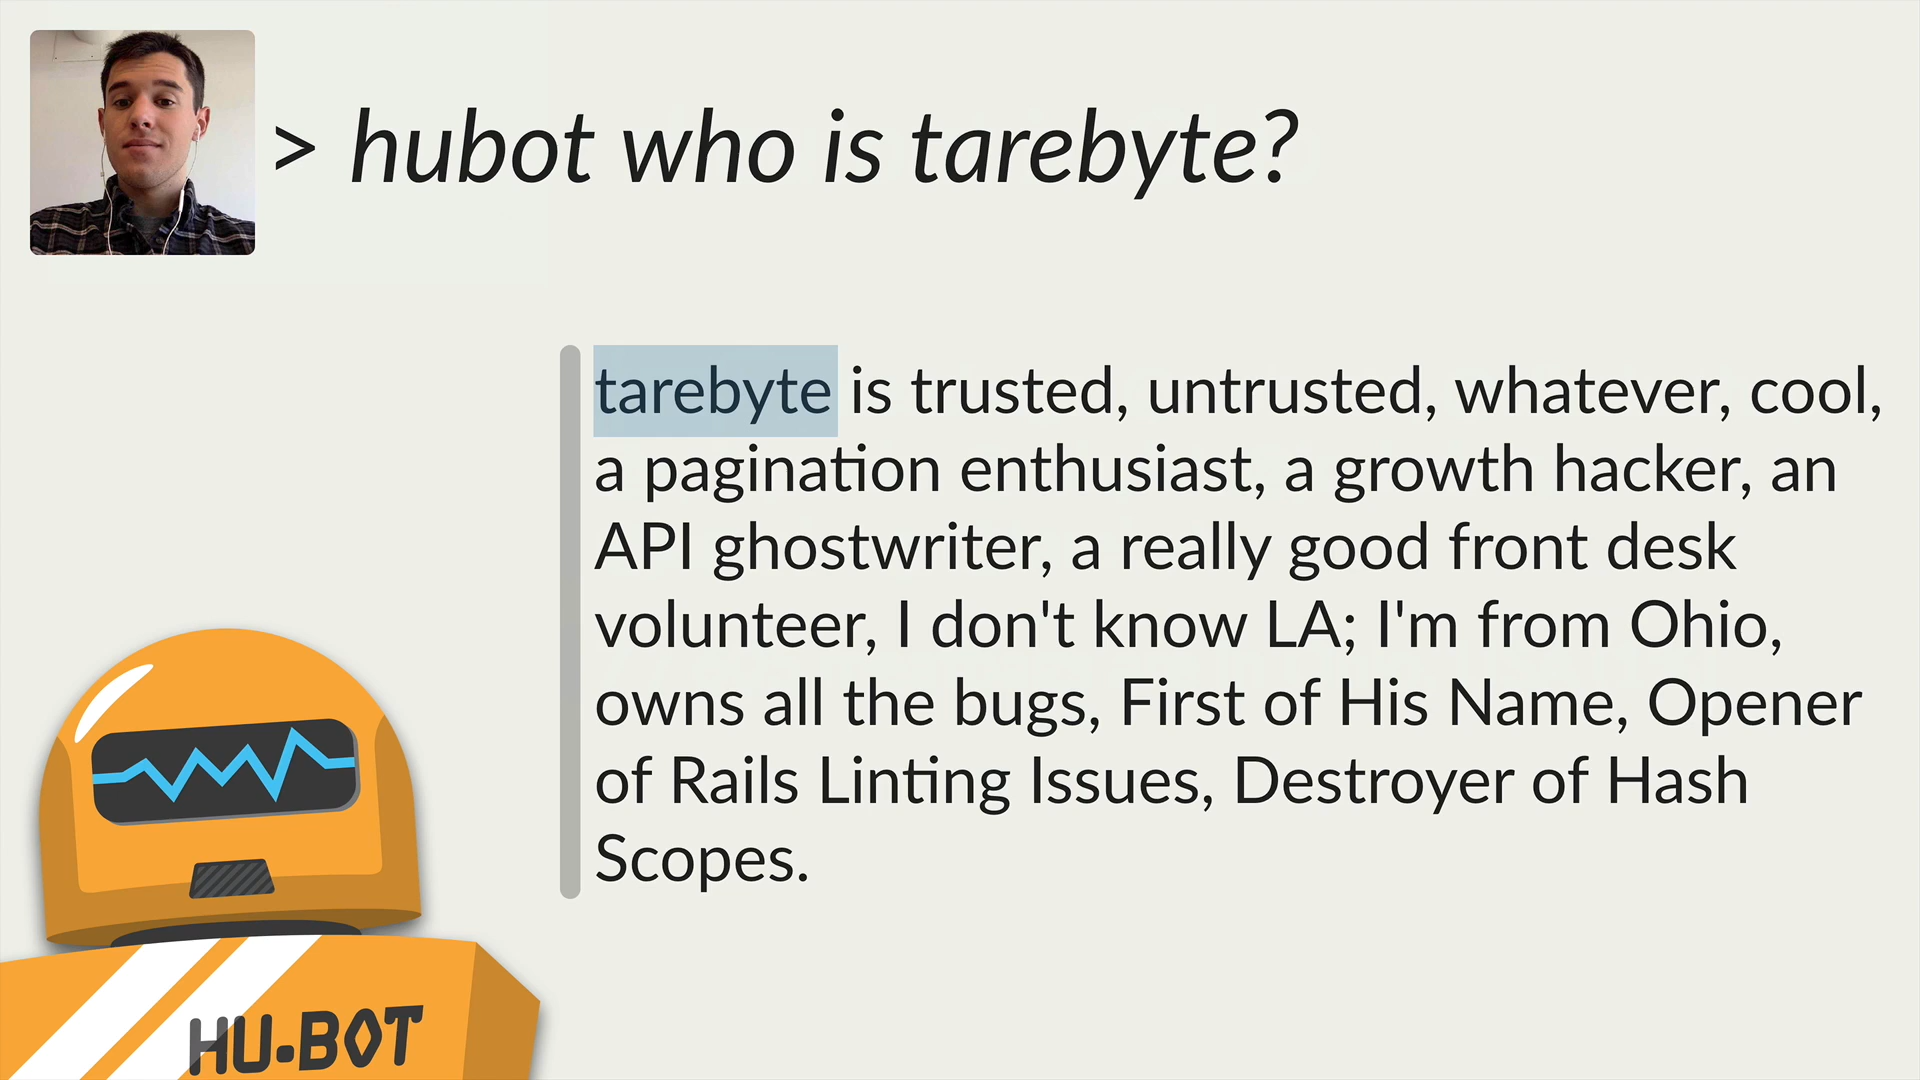 > hubot who is tarebyte?
tarebyte is trusted, untrusted, whatever, cool,
a pagination enthusiast, a growth hacker, an
API ghostwriter, a really good front desk
volunteer, I don't know LA; I'm from Ohio,
owns all the bugs, First of His Name, Opener
of Rails Linting Issues, Destroyer of Hash
Scopes.
HU•BOT